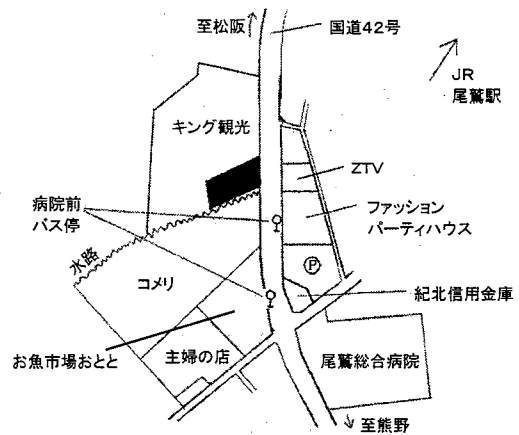 至松阪
国道42号
JR
尾鷲駅
キング観光
ZTV
病院前
バス停
ファッション
パーティハウス
水路
Ⓟ
コメリ
紀北信用金庫
お魚市場おとと
主婦の店
尾鷲総合病院
至熊野